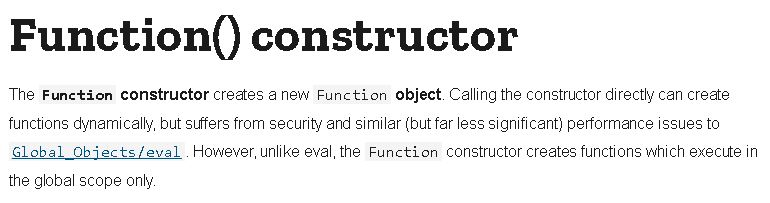 Function() constructor
The Function constructor creates a new Function object. Calling the constructor directly can create
functions dynamically, but suffers from security and similar (but far less significant) performance issues to
Global_Objects/eval. However, unlike eval, the Function constructor creates functions which execute in
the global scope only.